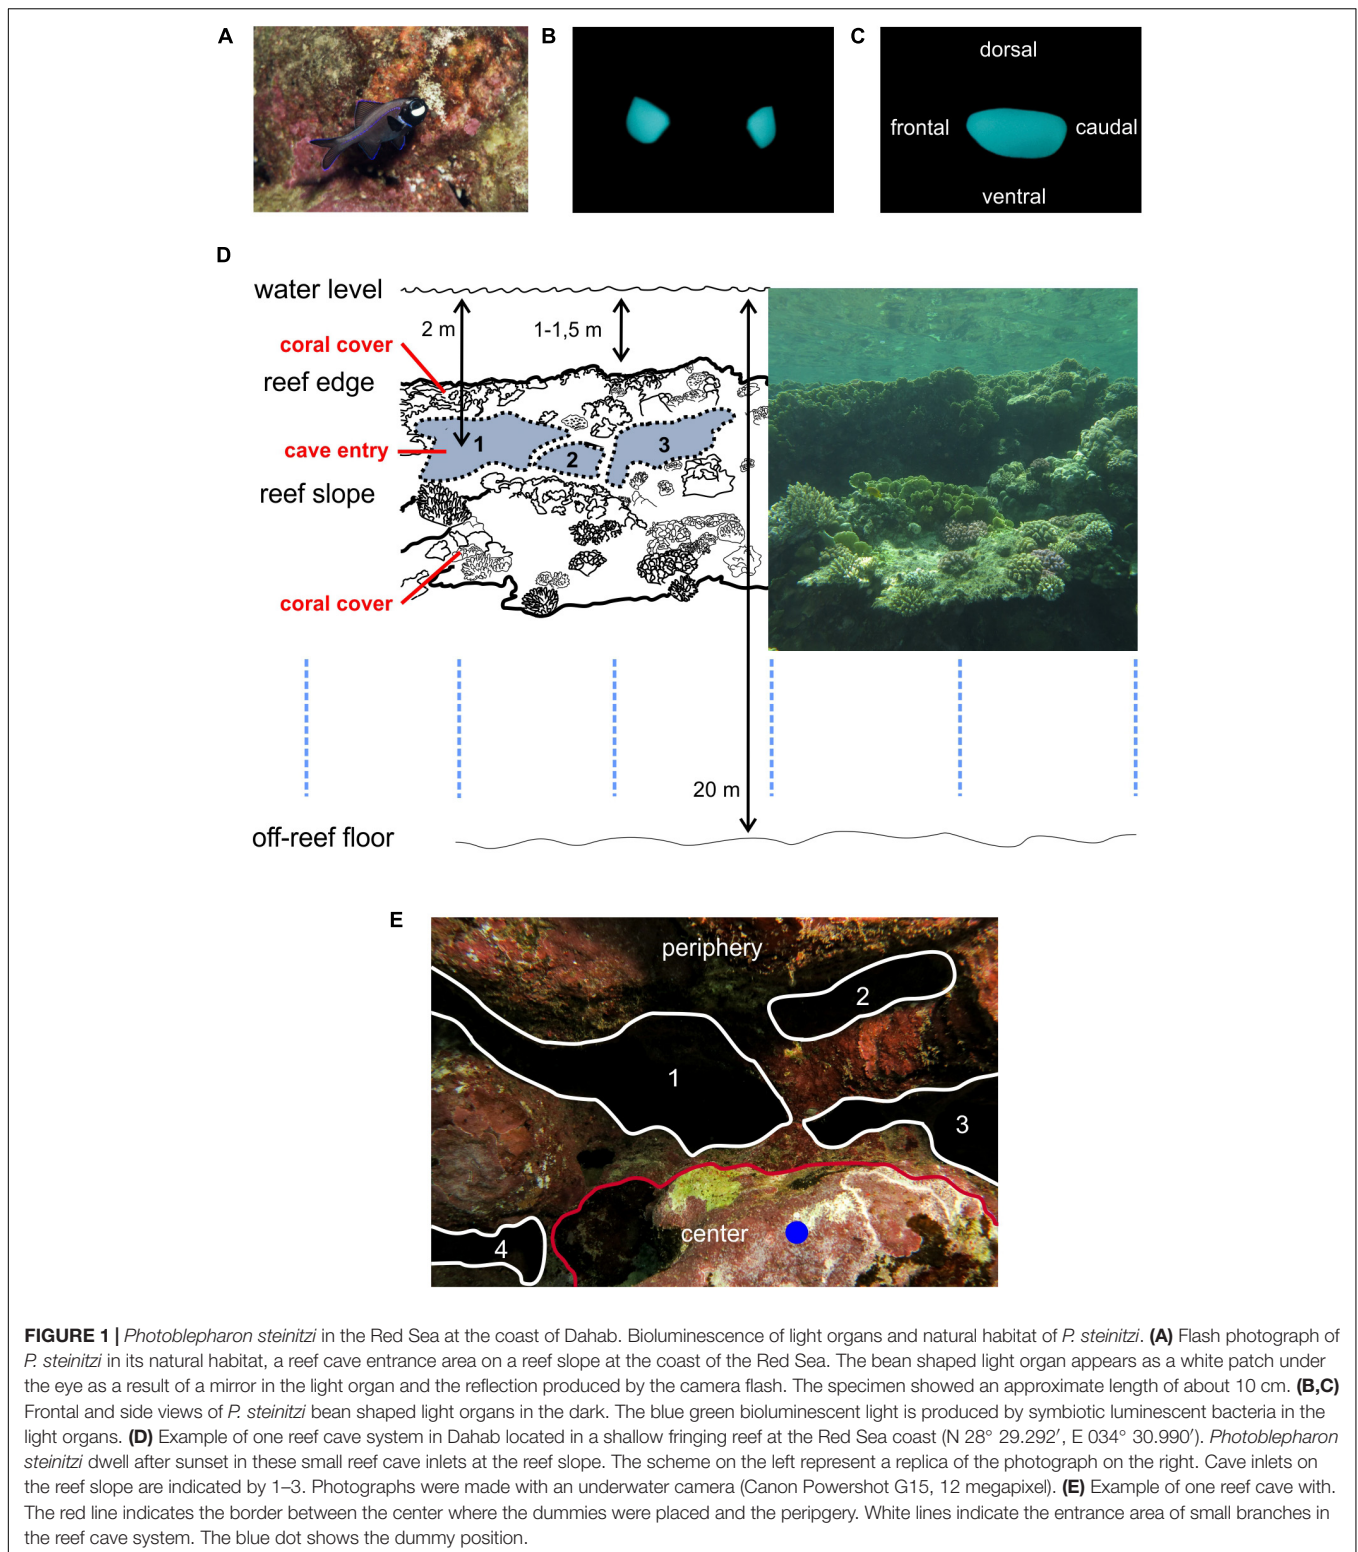 A
B
C
dorsal
frontal
caudal
ventral
D
water level
2 m
1-1,5 m
coral cover
reef edge
1
2
3
cave entry
reef slope
coral cover
20 m
off-reef floor
E
periphery
2
1
3
center
4
FIGURE 1 | Photoblepharon steinitzi in the Red Sea at the coast of Dahab. Bioluminescence of light organs and natural habitat of P. steinitzi. (A) Flash photograph of
P. steinitzi in its natural habitat, a reef cave entrance area on a reef slope at the coast of the Red Sea. The bean shaped light organ appears as a white patch under
the eye as a result of a mirror in the light organ and the reflection produced by the camera flash. The specimen showed an approximate length of about 10 cm. (B,C)
Frontal and side views of P. steinitzi bean shaped light organs in the dark. The blue green bioluminescent light is produced by symbiotic luminescent bacteria in the
light organs. (D) Example of one reef cave system in Dahab located in a shallow fringing reef at the Red Sea coast (N 28° 29.292′, E 034° 30.990′). Photoblepharon
steinitzi dwell after sunset in these small reef cave inlets at the reef slope. The scheme on the left represent a replica of the photograph on the right. Cave inlets on
the reef slope are indicated by 1–3. Photographs were made with an underwater camera (Canon Powershot G15, 12 megapixel). (E) Example of one reef cave with.
The red line indicates the border between the center where the dummies were placed and the peripgery. White lines indicate the entrance area of small branches in
the reef cave system. The blue dot shows the dummy position.